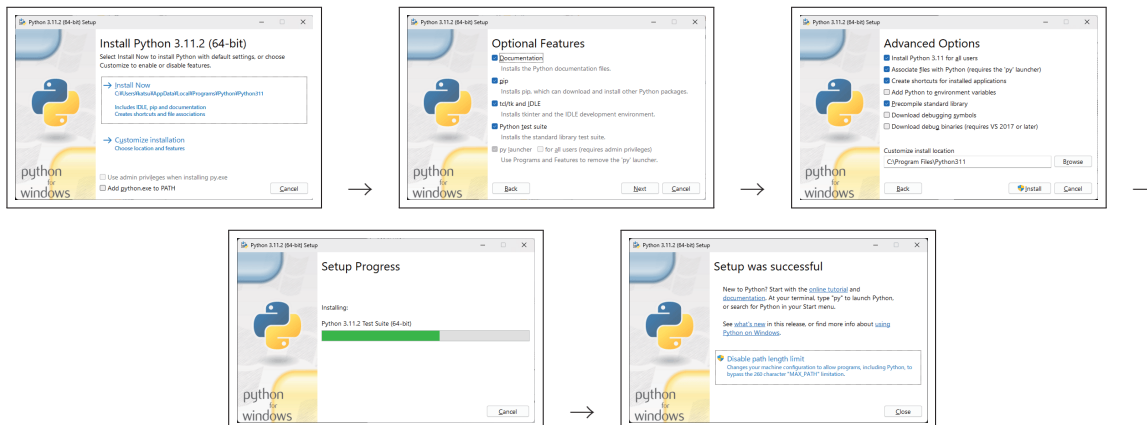 Python 3.11.2 (64-bit) Setup
Install Python 3.11.2 (64-bit)
Select Install Now to install Python with default settings, or choose
Customize to enable or disable features.
→ Install Now
C:¥Users¥katsu¥AppData¥Local¥Programs¥Python¥Python311
Includes IDLE, pip and documentation
Creates shortcuts and file associations
→ Customize installation
Choose location and features
Use admin privileges when installing py.exe
Add python.exe to PATH
Cancel
python
for
windows
→
Python 3.11.2 (64-bit) Setup
Optional Features
Documentation
Installs the Python documentation files.
pip
Installs pip, which can download and install other Python packages.
tcl/tk and IDLE
Installs tkinter and the IDLE development environment.
Python test suite
Installs the standard library test suite.
py launcher for all users (requires admin privileges)
Use Programs and Features to remove the 'py' launcher.
Back Next Cancel
python
for
windows
→
Python 3.11.2 (64-bit) Setup
Advanced Options
Install Python 3.11 for all users
Associate files with Python (requires the 'py' launcher)
Create shortcuts for installed applications
Add Python to environment variables
Precompile standard library
Download debugging symbols
Download debug binaries (requires VS 2017 or later)
Customize install location
C:\Program Files\Python311 Browse
Back Install Cancel
python
for
windows
Python 3.11.2 (64-bit) Setup
Setup Progress
Installing:
Python 3.11.2 Test Suite (64-bit)
Cancel
python
for
windows
→
Python 3.11.2 (64-bit) Setup
Setup was successful
New to Python? Start with the online tutorial and
documentation. At your terminal, type "py" to launch Python,
or search for Python in your Start menu.
See what's new in this release, or find more info about using
Python on Windows.
Disable path length limit
Changes your machine configuration to allow programs, including Python, to
bypass the 260 character "MAX_PATH" limitation.
Close
python
for
windows